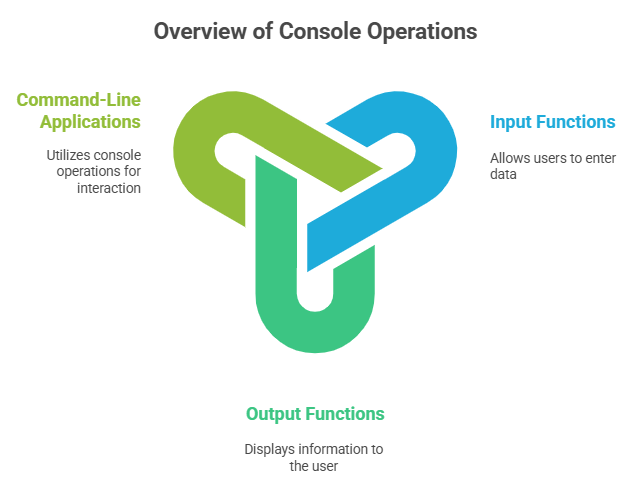 Overview of Console Operations
Command-Line
Applications
Utilizes console
operations for
interaction
Input Functions
Allows users to enter
data
Output Functions
Displays information to
the user